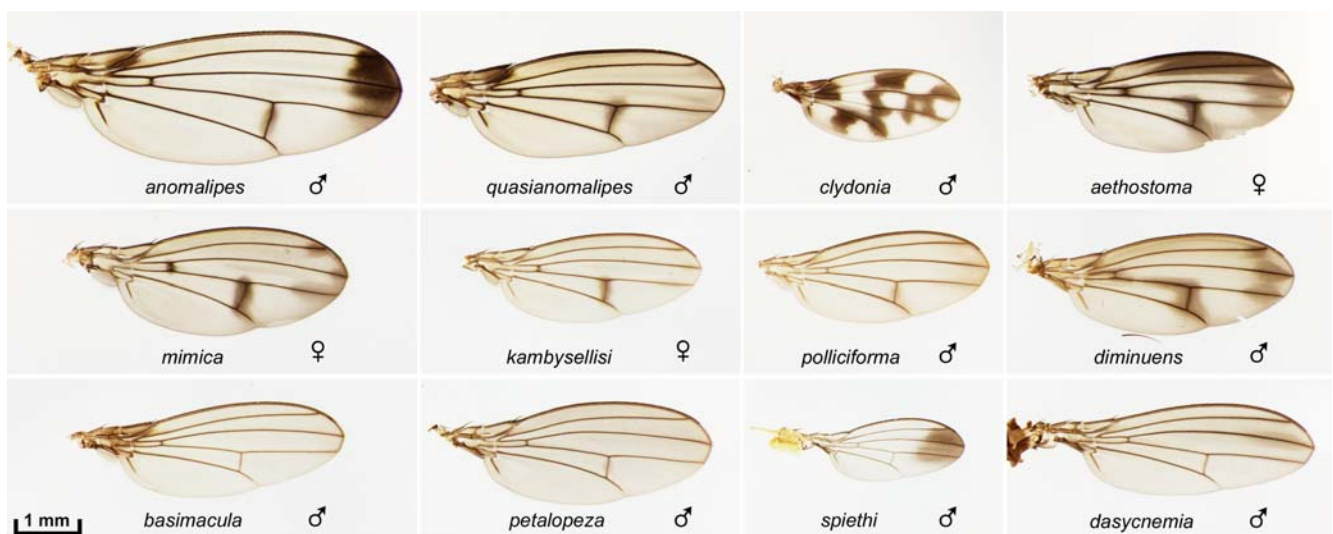 anomalipes ♂
quasianomalipes ♂
clydonia ♂
aethostoma ♀
mimica ♀
kambysellisi ♀
polliciforma ♂
diminuens ♂
basimacula ♂
petalopeza ♂
spiethi ♂
dasycnemia ♂
1 mm